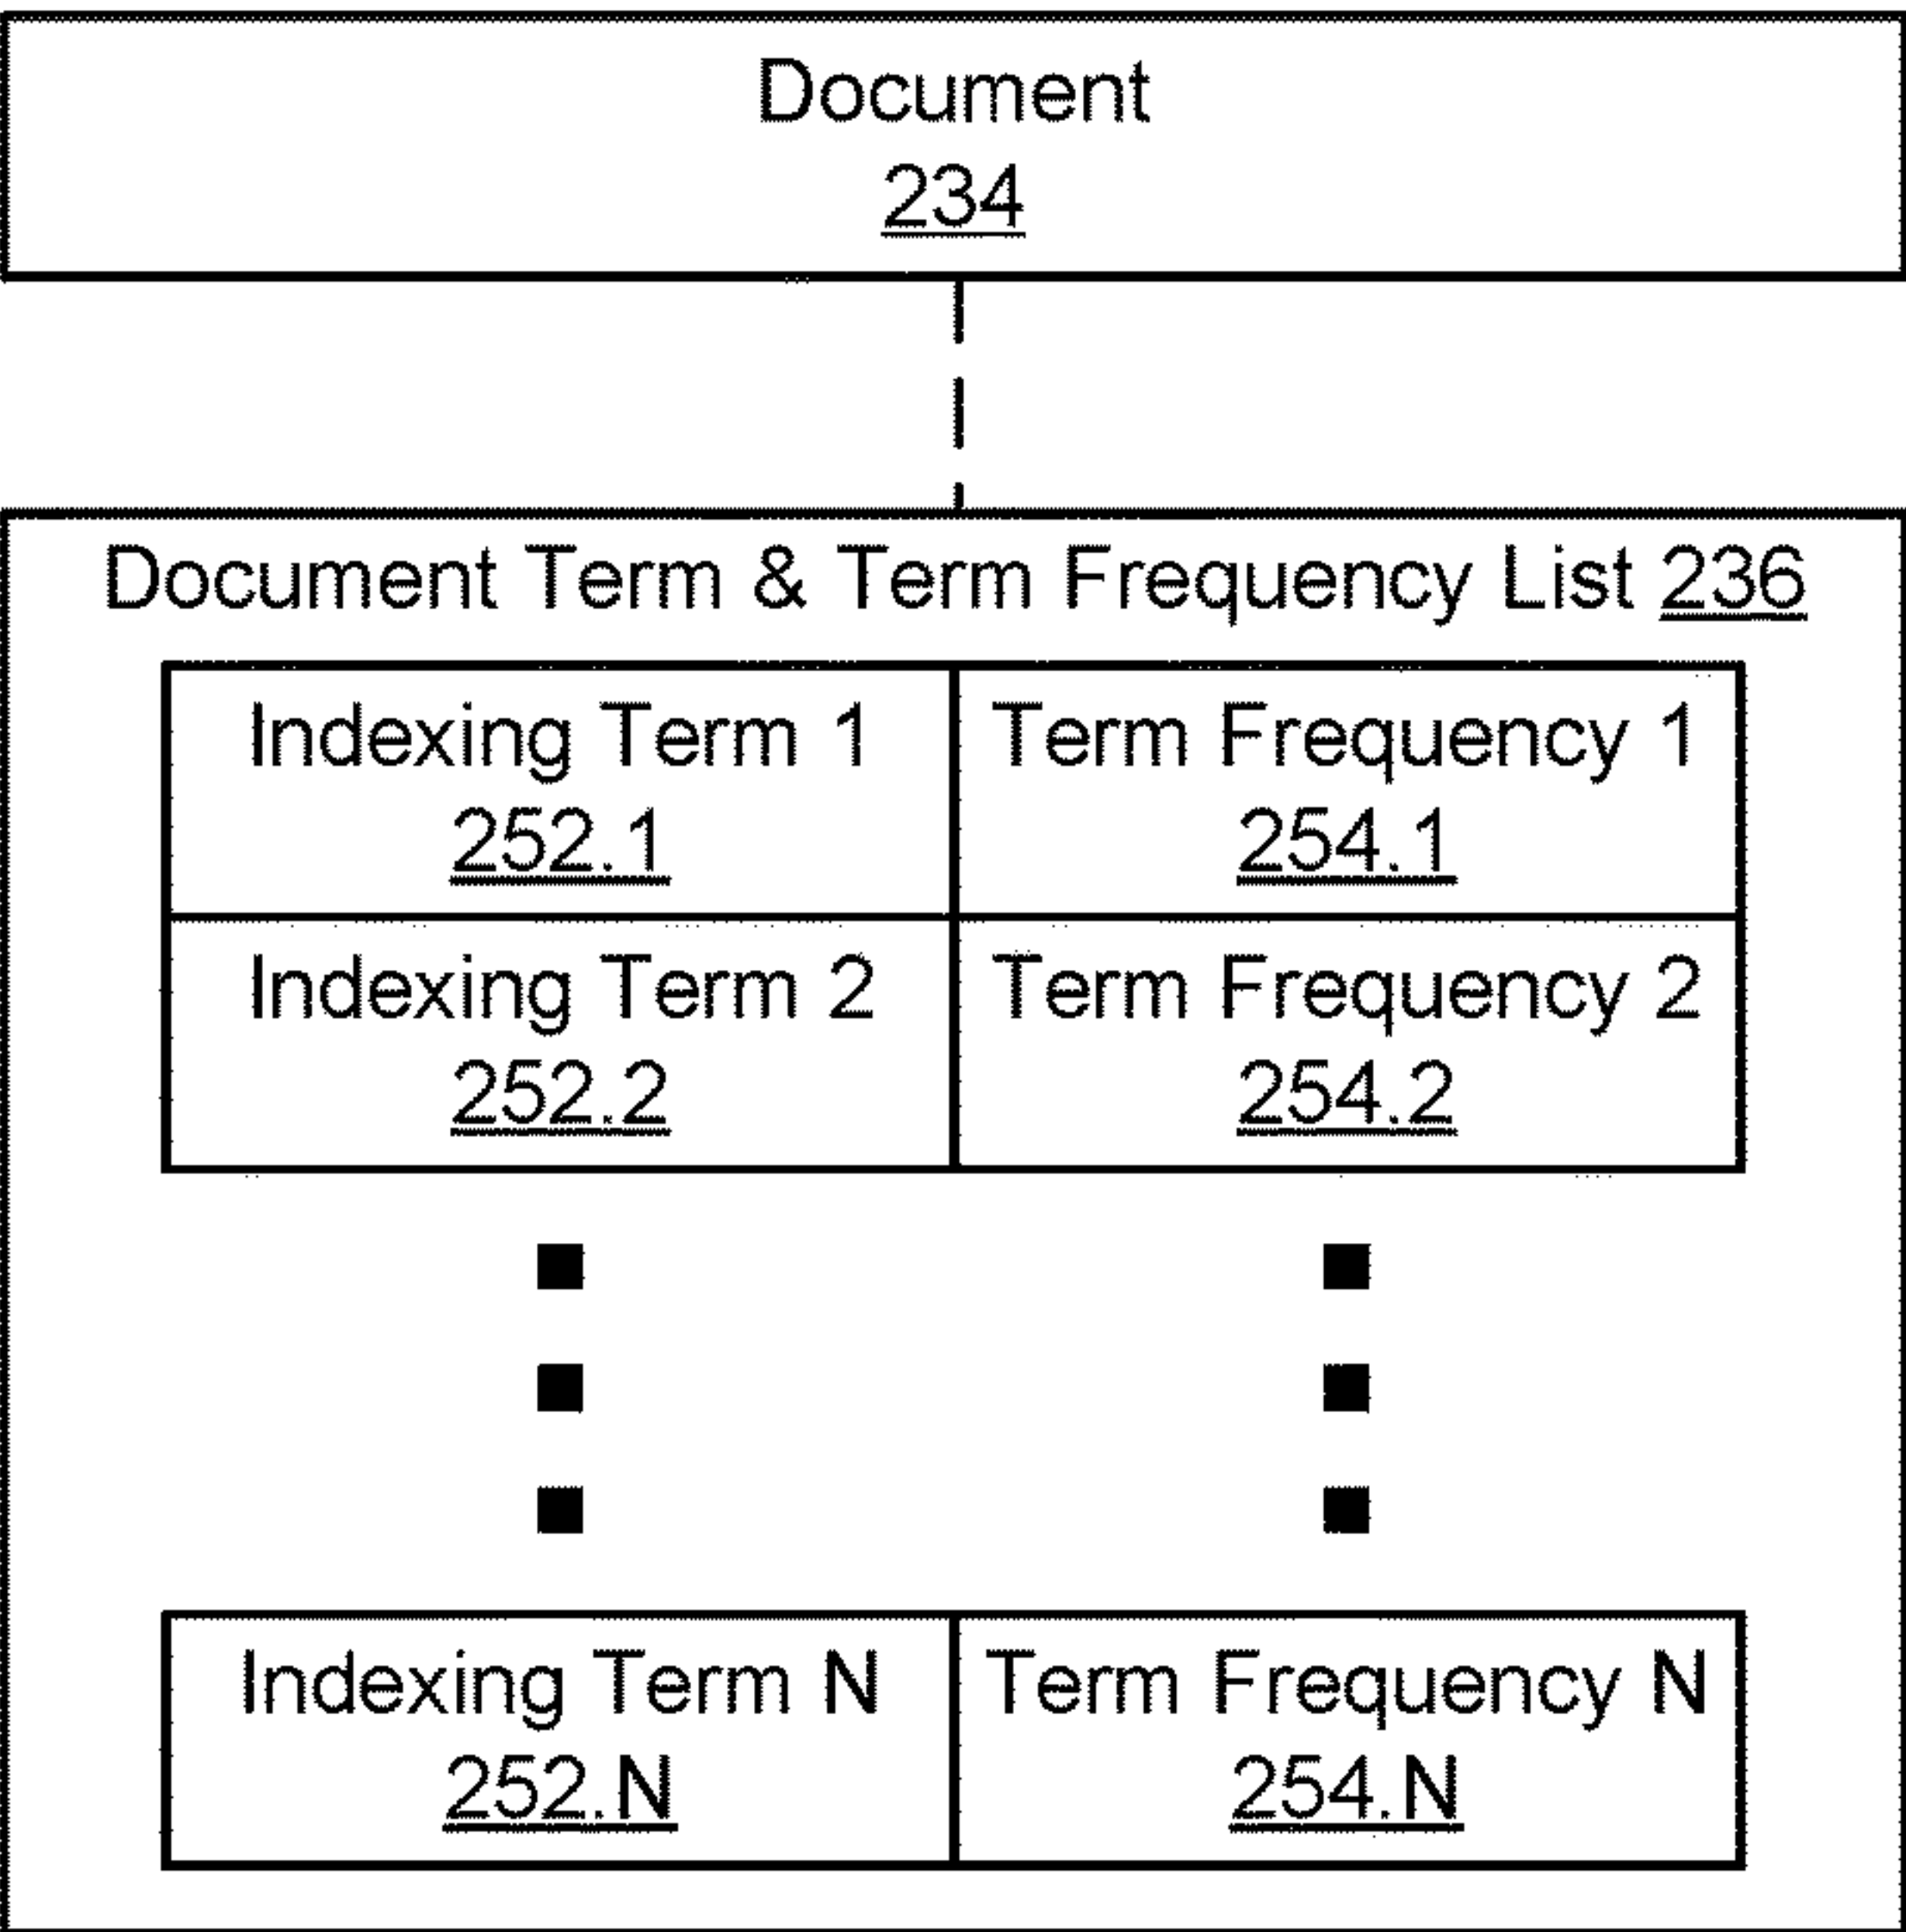 Document
234
Document Term & Term Frequency List 236
Indexing Term 1 Term Frequency 1
252.1 254.1
Indexing Term 2 Term Frequency 2
252.2 254.2
Indexing Term N Term Frequency N
252.N 254.N